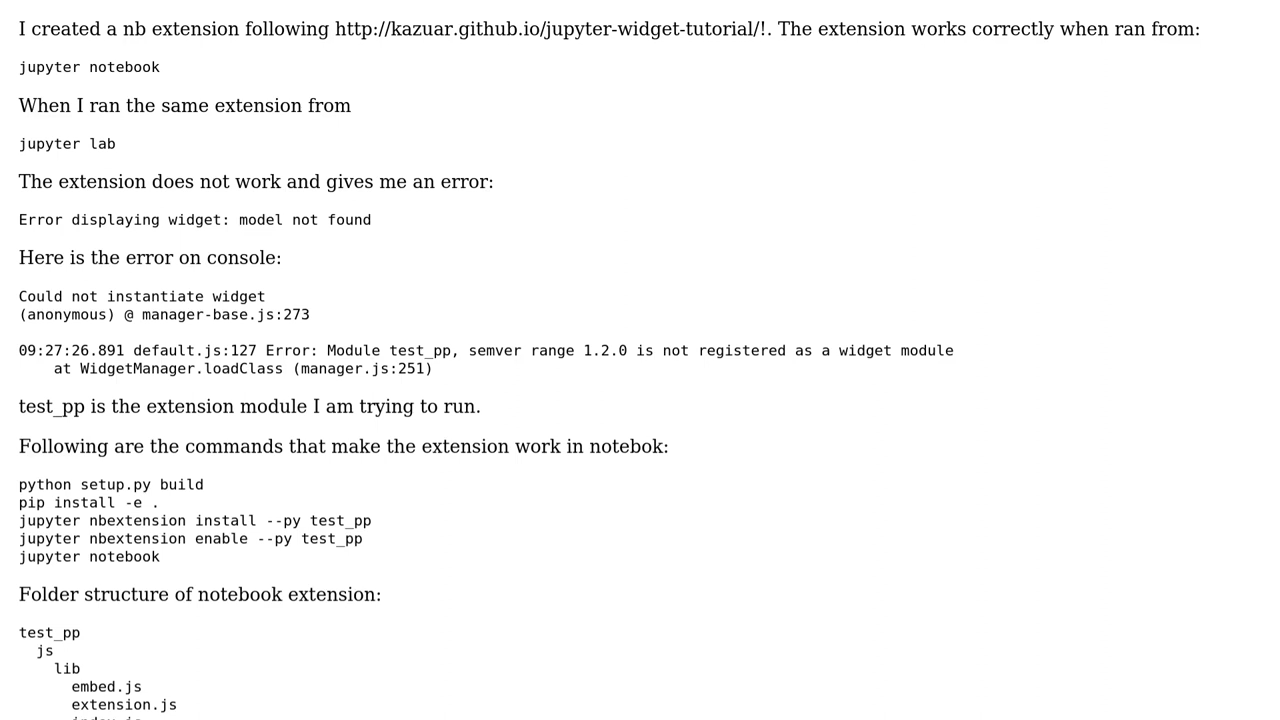 I created a nb extension following http://kazuar.github.io/jupyter-widget-tutorial/!. The extension works correctly when ran from:
jupyter notebook
When I ran the same extension from
jupyter lab
The extension does not work and gives me an error:
Error displaying widget: model not found
Here is the error on console:
Could not instantiate widget
(anonymous) @ manager-base.js:273
09:27:26.891 default.js:127 Error: Module test_pp, semver range 1.2.0 is not registered as a widget module
    at WidgetManager.loadClass (manager.js:251)
test_pp is the extension module I am trying to run.
Following are the commands that make the extension work in notebok:
python setup.py build
pip install -e .
jupyter nbextension install --py test_pp
jupyter nbextension enable --py test_pp
jupyter notebook
Folder structure of notebook extension:
test_pp
  js
    lib
      embed.js
      extension.js